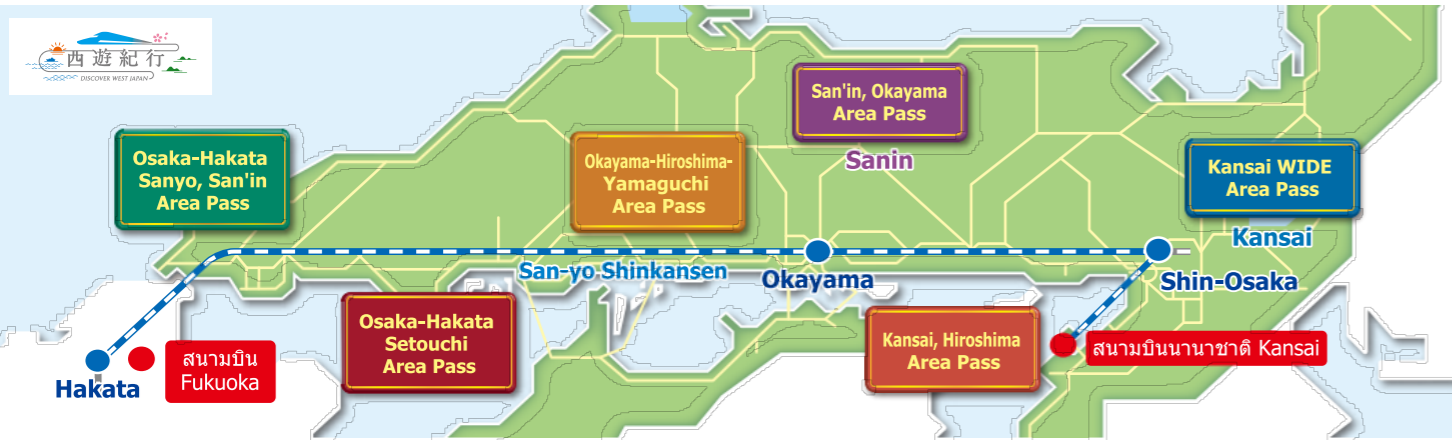 西遊紀行
DISCOVER WEST JAPAN
San'in, Okayama
Area Pass
Osaka-Hakata
Sanyo, San'in
Area Pass
Okayama-Hiroshima-
Yamaguchi
Area Pass
Sanin
Kansai WIDE
Area Pass
Kansai
San-yo Shinkansen
Okayama
Shin-Osaka
Osaka-Hakata
Setouchi
Area Pass
Kansai, Hiroshima
Area Pass
สนามบินนานาชาติ Kansai
สนามบิน
Fukuoka
Hakata